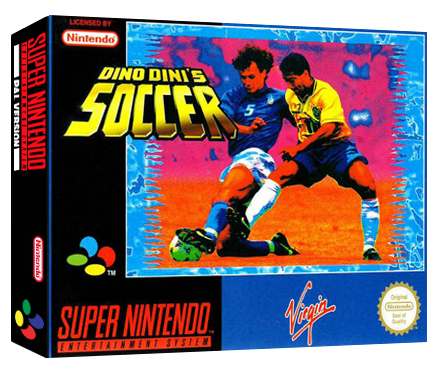 LICENSED BY
Nintendo
DINO DINI'S
SOCCER
5
SUPER NINTENDO
PAL VERSION
Nintendo
TM
SUPER NINTENDO
ENTERTAINMENT SYSTEM
Virgin
Original
Nintendo
Seal of
Quality